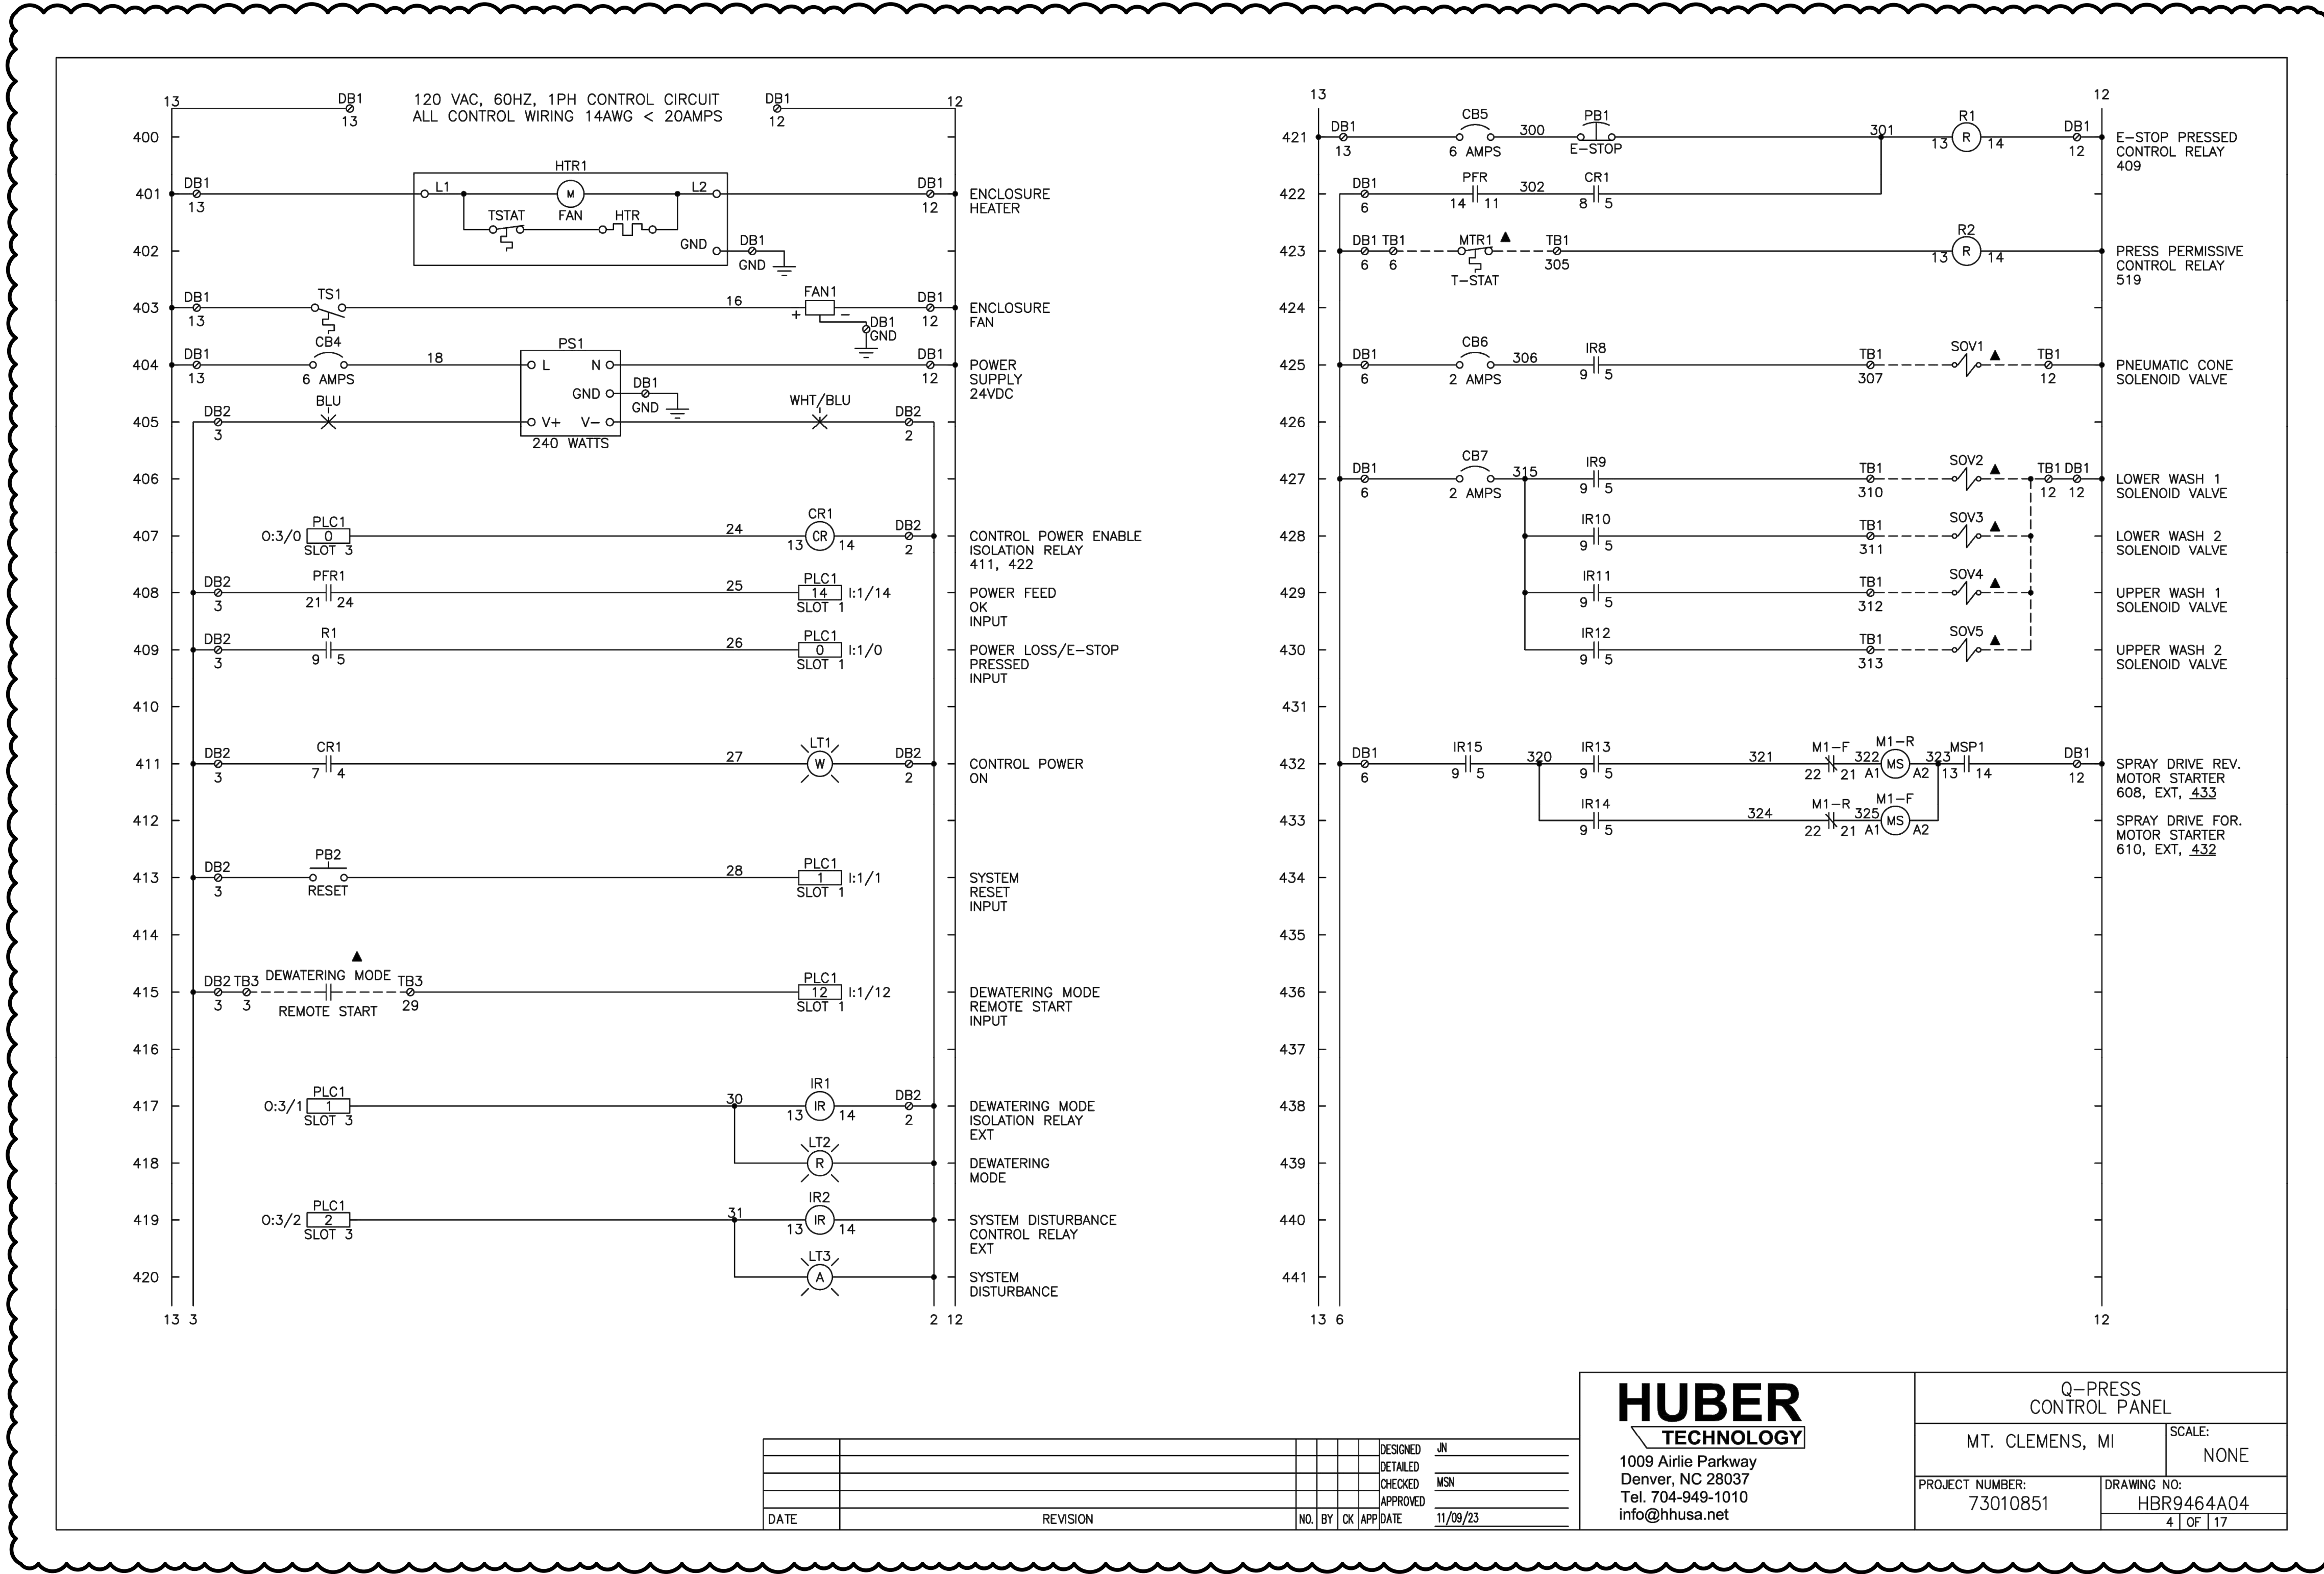 13
DB1
13
120 VAC, 60HZ, 1PH CONTROL CIRCUIT
ALL CONTROL WIRING 14AWG < 20AMPS
DB1
12
12
400
HTR1
401
DB1
13
L1
M
L2
DB1
12
ENCLOSURE
HEATER
TSTAT
FAN
HTR
402
GND
DB1
GND
403
DB1
13
TS1
16
FAN1
+
-
DB1
12
ENCLOSURE
FAN
DB1
GND
404
DB1
13
CB4
6 AMPS
18
PS1
L
N
DB1
12
POWER
SUPPLY
24VDC
GND
DB1
GND
405
DB2
3
BLU
V+
V-
240 WATTS
WHT/BLU
DB2
2
406
407
O:3/0
PLC1
0
SLOT 3
24
CR1
13
CR
14
DB2
2
CONTROL POWER ENABLE
ISOLATION RELAY
411, 422
408
DB2
3
PFR1
21
24
25
PLC1
14
SLOT 1
I:1/14
POWER FEED
OK
INPUT
409
DB2
3
R1
9
5
26
PLC1
0
SLOT 1
I:1/0
POWER LOSS/E-STOP
PRESSED
INPUT
410
411
DB2
3
CR1
7
4
27
LT1
W
DB2
2
CONTROL POWER
ON
412
413
DB2
3
PB2
RESET
28
PLC1
1
SLOT 1
I:1/1
SYSTEM
RESET
INPUT
414
415
DB2 TB3
3 3
DEWATERING MODE
REMOTE START
TB3
29
PLC1
12
SLOT 1
I:1/12
DEWATERING MODE
REMOTE START
INPUT
416
417
O:3/1
PLC1
1
SLOT 3
30
IR1
13
IR
14
DB2
2
DEWATERING MODE
ISOLATION RELAY
EXT
418
LT2
R
DEWATERING
MODE
419
O:3/2
PLC1
2
SLOT 3
31
IR2
13
IR
14
SYSTEM DISTURBANCE
CONTROL RELAY
EXT
420
LT3
A
SYSTEM
DISTURBANCE
13 3
2 12
13
12
421
DB1
13
CB5
6 AMPS
300
PB1
E-STOP
301
R1
13
R
14
DB1
12
E-STOP PRESSED
CONTROL RELAY
409
422
DB1
6
PFR
14
11
302
CR1
8
5
423
DB1 TB1
6 6
MTR1
T-STAT
TB1
305
R2
13
R
14
PRESS PERMISSIVE
CONTROL RELAY
519
424
425
DB1
6
CB6
2 AMPS
306
IR8
9
5
TB1
307
SOV1
TB1
12
PNEUMATIC CONE
SOLENOID VALVE
426
427
DB1
6
CB7
2 AMPS
315
IR9
9
5
TB1
310
SOV2
TB1 DB1
12 12
LOWER WASH 1
SOLENOID VALVE
428
IR10
9
5
TB1
311
SOV3
LOWER WASH 2
SOLENOID VALVE
429
IR11
9
5
TB1
312
SOV4
UPPER WASH 1
SOLENOID VALVE
430
IR12
9
5
TB1
313
SOV5
UPPER WASH 2
SOLENOID VALVE
431
432
DB1
6
IR15
9
5
320
IR13
9
5
321
M1-F
22
21
322
M1-R
A1
MS
A2
323
MSP1
13
14
DB1
12
SPRAY DRIVE REV.
MOTOR STARTER
608, EXT, 433
433
IR14
9
5
324
M1-R
22
21
325
M1-F
A1
MS
A2
SPRAY DRIVE FOR.
MOTOR STARTER
610, EXT, 432
434
435
436
437
438
439
440
441
13 6
12
DATE
REVISION
NO. BY CK APP
DESIGNED JN
DETAILED
CHECKED MSN
APPROVED
DATE 11/09/23
HUBER
TECHNOLOGY
1009 Airlie Parkway
Denver, NC 28037
Tel. 704-949-1010
info@hhusa.net
Q-PRESS
CONTROL PANEL
MT. CLEMENS, MI
SCALE:
NONE
PROJECT NUMBER:
73010851
DRAWING NO:
HBR9464A04
4 OF 17